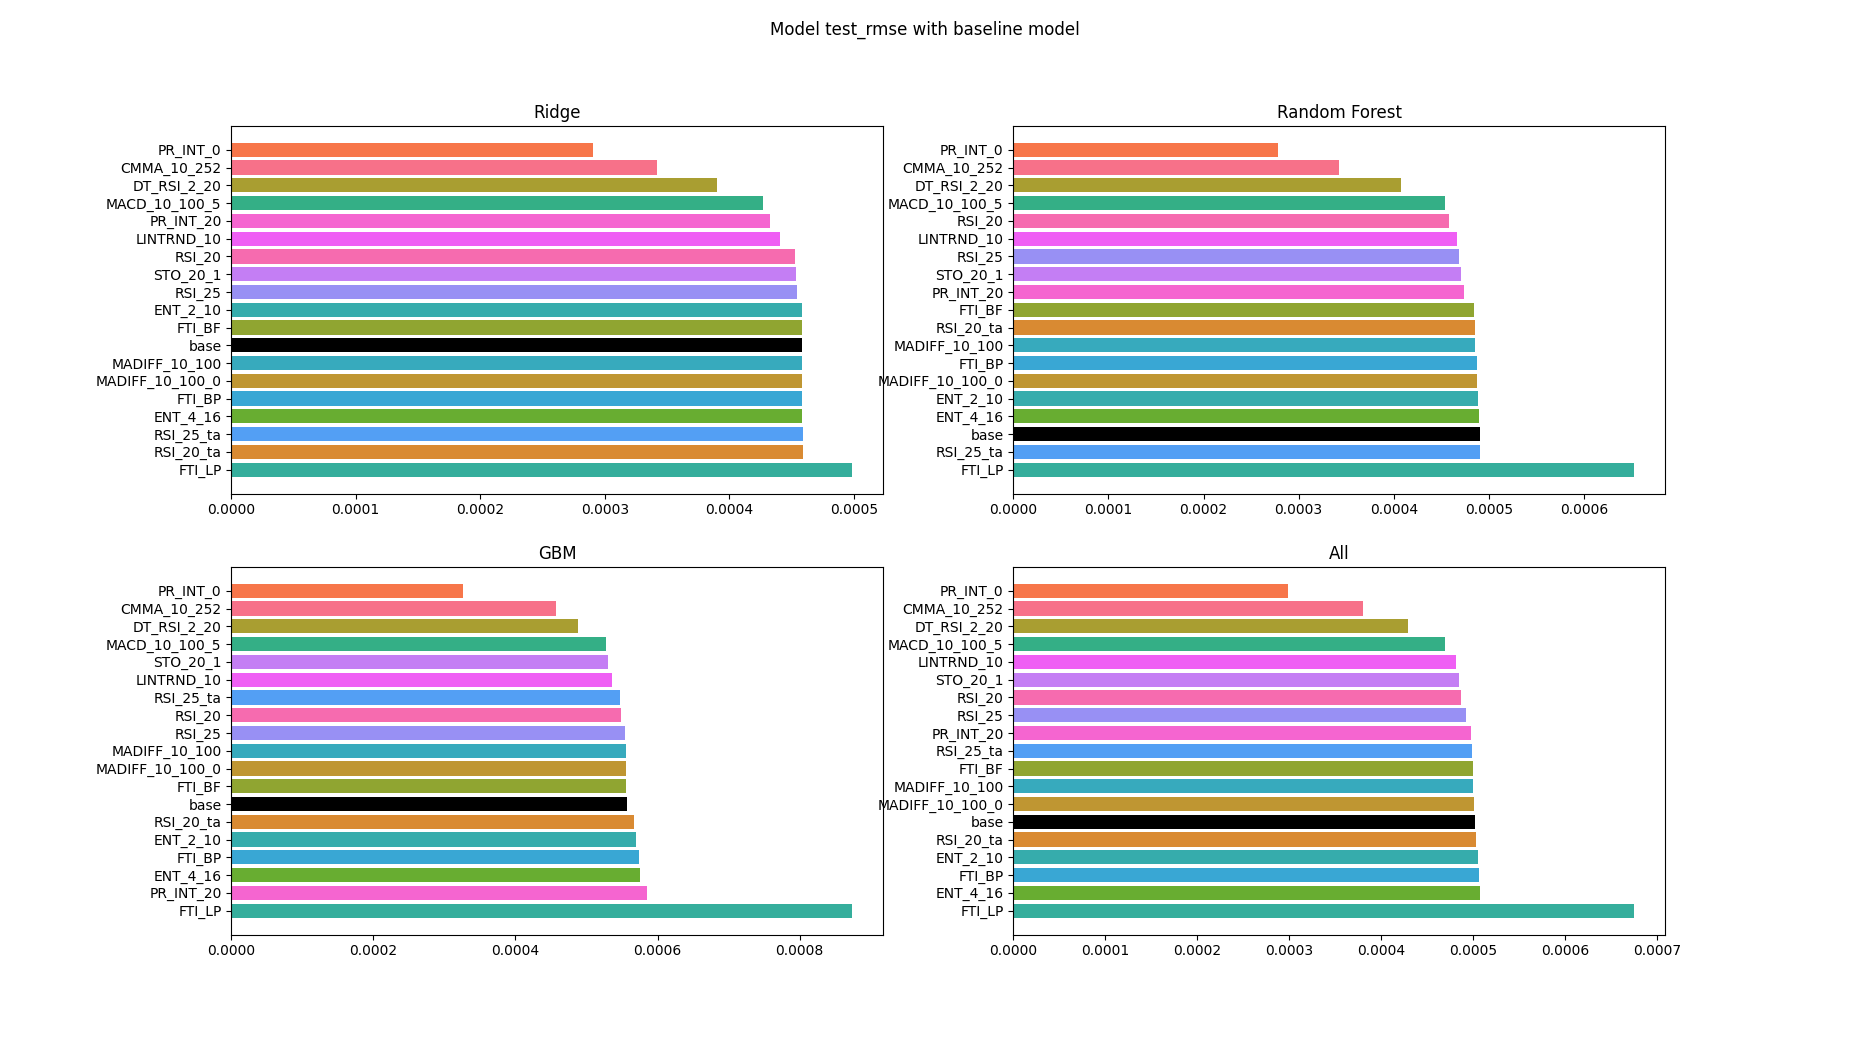 Model test_rmse with baseline model
Ridge
PR_INT_0
CMMA_10_252
DT_RSI_2_20
MACD_10_100_5
PR_INT_20
LINTRND_10
RSI_20
STO_20_1
RSI_25
ENT_2_10
FTI_BF
base
MADIFF_10_100
MADIFF_10_100_0
FTI_BP
ENT_4_16
RSI_25_ta
RSI_20_ta
FTI_LP
0.0000 0.0001 0.0002 0.0003 0.0004 0.0005
Random Forest
PR_INT_0
CMMA_10_252
DT_RSI_2_20
MACD_10_100_5
RSI_20
LINTRND_10
RSI_25
STO_20_1
PR_INT_20
FTI_BF
RSI_20_ta
MADIFF_10_100
FTI_BP
MADIFF_10_100_0
ENT_2_10
ENT_4_16
base
RSI_25_ta
FTI_LP
0.0000 0.0001 0.0002 0.0003 0.0004 0.0005 0.0006
GBM
PR_INT_0
CMMA_10_252
DT_RSI_2_20
MACD_10_100_5
STO_20_1
LINTRND_10
RSI_25_ta
RSI_20
RSI_25
MADIFF_10_100
MADIFF_10_100_0
FTI_BF
base
RSI_20_ta
ENT_2_10
FTI_BP
ENT_4_16
PR_INT_20
FTI_LP
0.0000 0.0002 0.0004 0.0006 0.0008
All
PR_INT_0
CMMA_10_252
DT_RSI_2_20
MACD_10_100_5
LINTRND_10
STO_20_1
RSI_20
RSI_25
PR_INT_20
RSI_25_ta
FTI_BF
MADIFF_10_100
MADIFF_10_100_0
base
RSI_20_ta
ENT_2_10
FTI_BP
ENT_4_16
FTI_LP
0.0000 0.0001 0.0002 0.0003 0.0004 0.0005 0.0006 0.0007